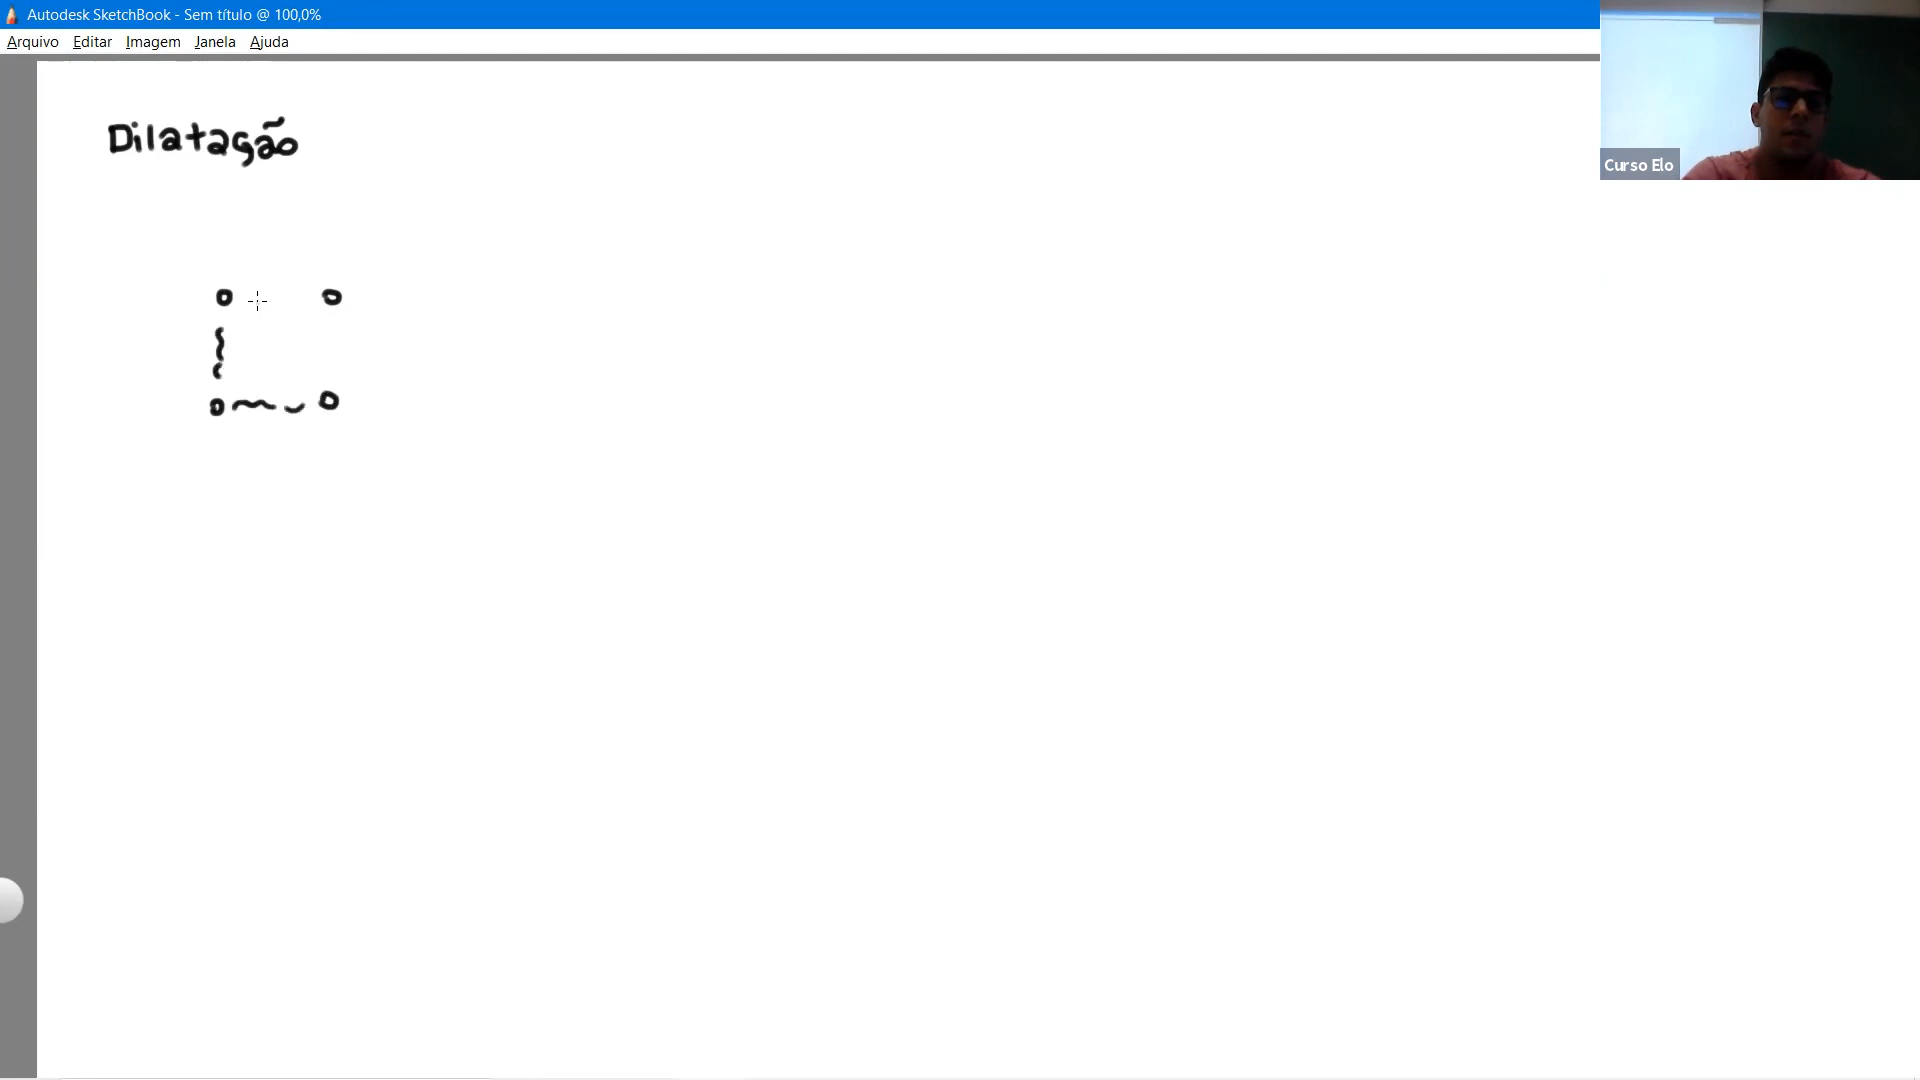 Autodesk SketchBook - Sem título @ 100,0%
Arquivo Editar Imagem Janela Ajuda
Dilatação
Curso Elo